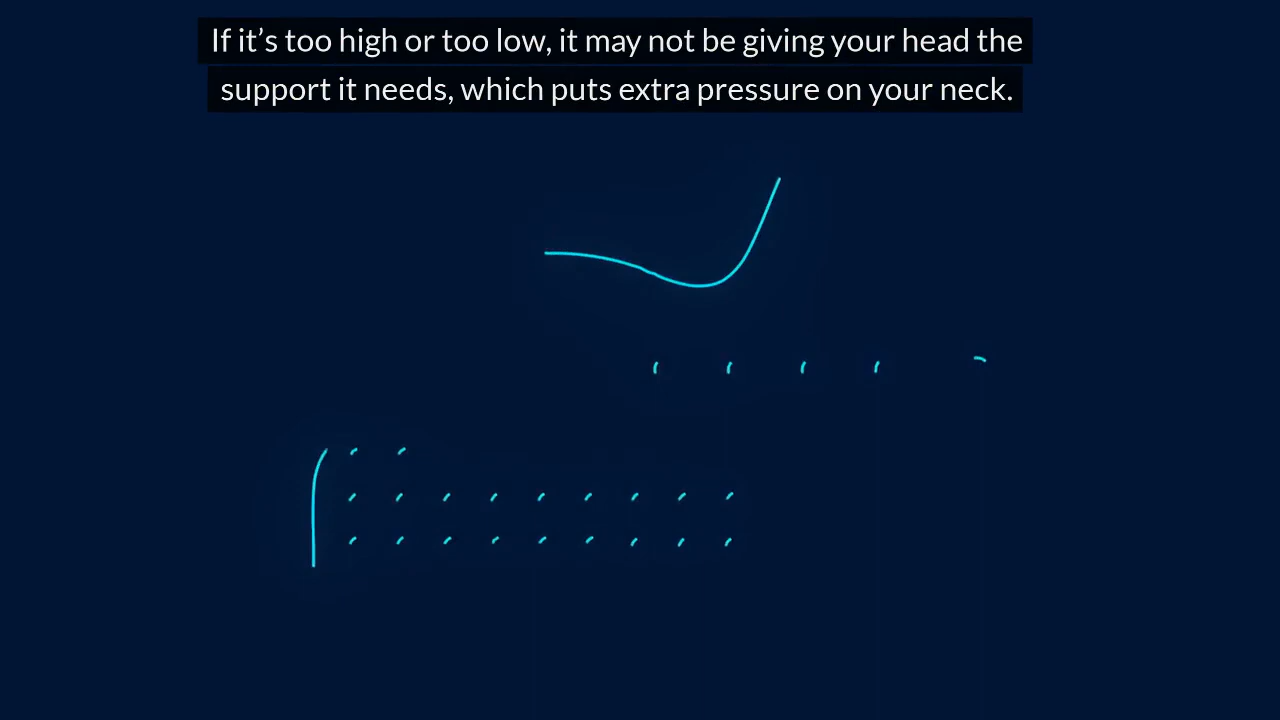 If it’s too high or too low, it may not be giving your head the
support it needs, which puts extra pressure on your neck.